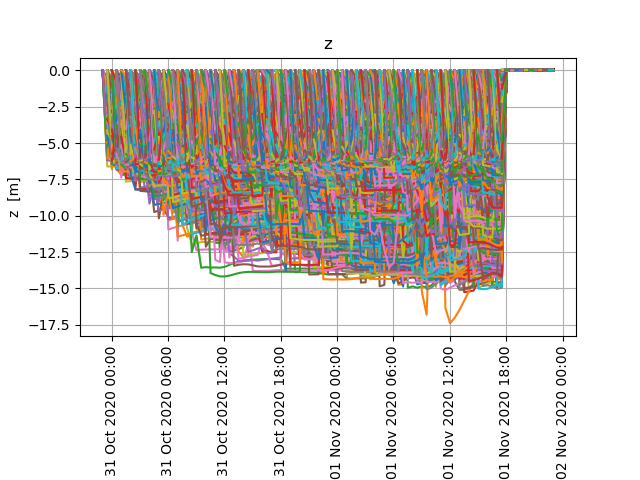 z
0.0
−2.5
−5.0
−7.5
−10.0
−12.5
−15.0
−17.5
z [m]
31 Oct 2020 00:00
31 Oct 2020 06:00
31 Oct 2020 12:00
31 Oct 2020 18:00
01 Nov 2020 00:00
01 Nov 2020 06:00
01 Nov 2020 12:00
01 Nov 2020 18:00
02 Nov 2020 00:00